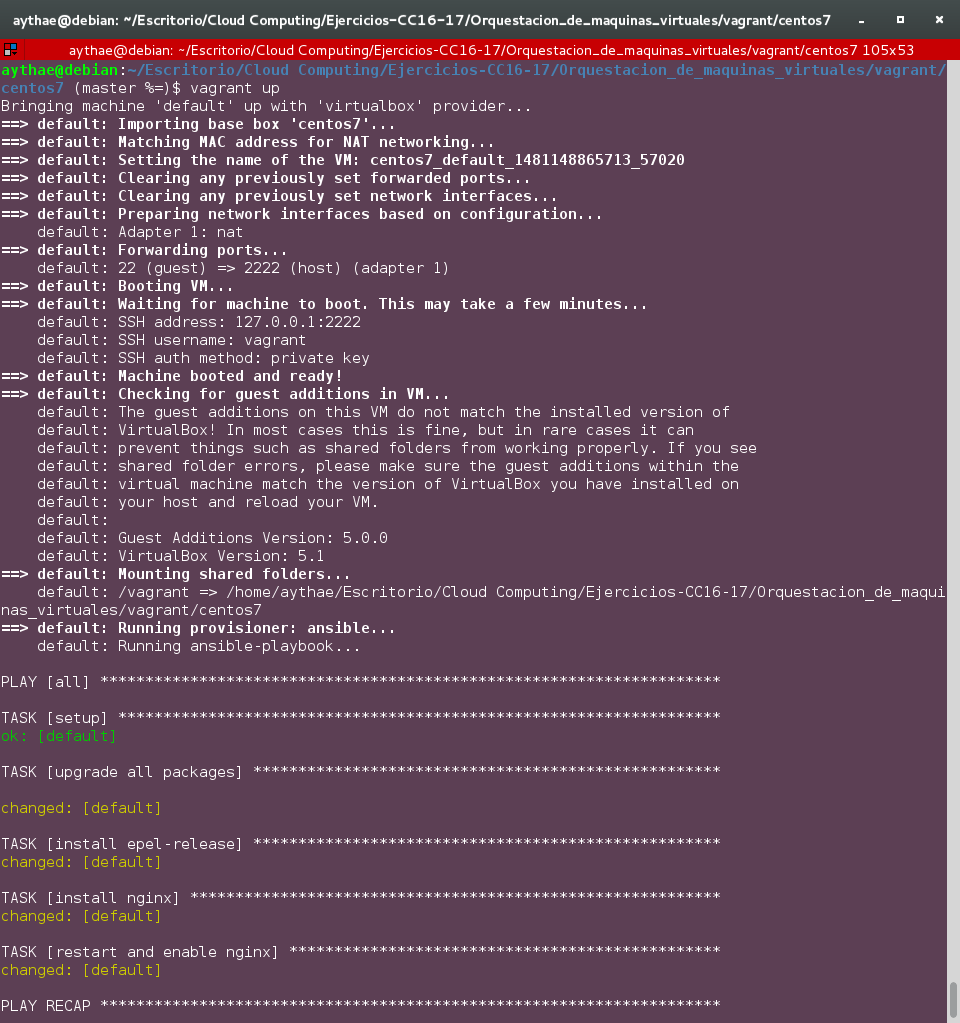 aythae@debian: ~/Escritorio/Cloud Computing/Ejercicios-CC16-17/Orquestacion_de_maquinas_virtuales/vagrant/centos7
aythae@debian: ~/Escritorio/Cloud Computing/Ejercicios-CC16-17/Orquestacion_de_maquinas_virtuales/vagrant/centos7 105x53
aythae@debian:~/Escritorio/Cloud Computing/Ejercicios-CC16-17/Orquestacion_de_maquinas_virtuales/vagrant/
centos7 (master %=)$ vagrant up
Bringing machine 'default' up with 'virtualbox' provider...
==> default: Importing base box 'centos7'...
==> default: Matching MAC address for NAT networking...
==> default: Setting the name of the VM: centos7_default_1481148865713_57020
==> default: Clearing any previously set forwarded ports...
==> default: Clearing any previously set network interfaces...
==> default: Preparing network interfaces based on configuration...
    default: Adapter 1: nat
==> default: Forwarding ports...
    default: 22 (guest) => 2222 (host) (adapter 1)
==> default: Booting VM...
==> default: Waiting for machine to boot. This may take a few minutes...
    default: SSH address: 127.0.0.1:2222
    default: SSH username: vagrant
    default: SSH auth method: private key
==> default: Machine booted and ready!
==> default: Checking for guest additions in VM...
    default: The guest additions on this VM do not match the installed version of
    default: VirtualBox! In most cases this is fine, but in rare cases it can
    default: prevent things such as shared folders from working properly. If you see
    default: shared folder errors, please make sure the guest additions within the
    default: virtual machine match the version of VirtualBox you have installed on
    default: your host and reload your VM.
    default:
    default: Guest Additions Version: 5.0.0
    default: VirtualBox Version: 5.1
==> default: Mounting shared folders...
    default: /vagrant => /home/aythae/Escritorio/Cloud Computing/Ejercicios-CC16-17/Orquestacion_de_maqui
nas_virtuales/vagrant/centos7
==> default: Running provisioner: ansible...
    default: Running ansible-playbook...
PLAY [all] *********************************************************************
TASK [setup] *******************************************************************
ok: [default]
TASK [upgrade all packages] ****************************************************
changed: [default]
TASK [install epel-release] ****************************************************
changed: [default]
TASK [install nginx] ***********************************************************
changed: [default]
TASK [restart and enable nginx] ************************************************
changed: [default]
PLAY RECAP *********************************************************************